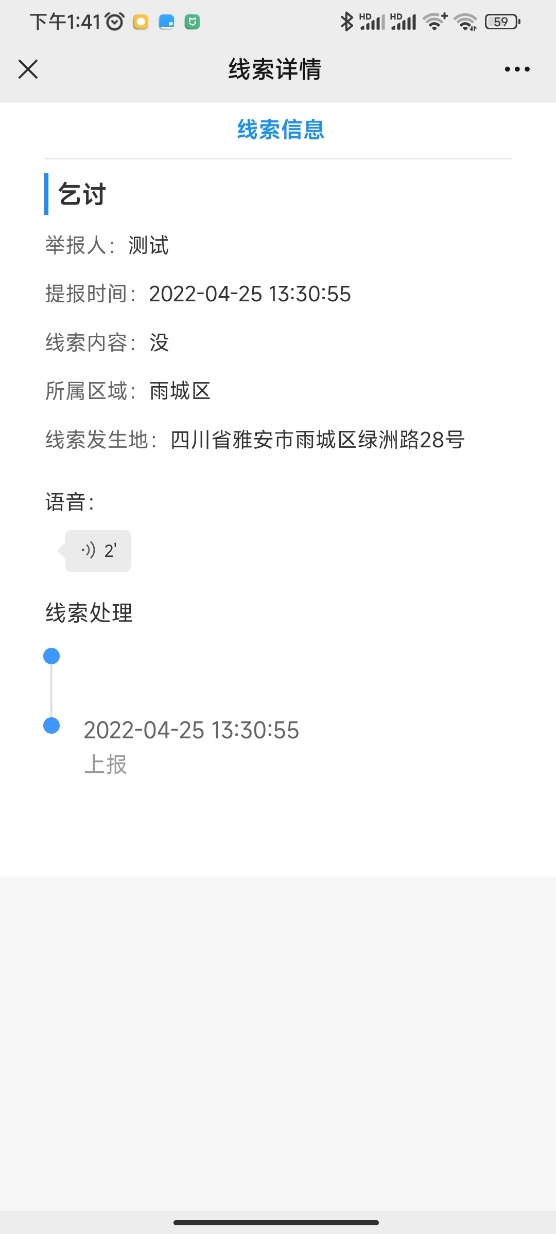 下午1:41 HD HD 59
线索详情
线索信息
乞讨
举报人：测试
提报时间：2022-04-25 13:30:55
线索内容：没
所属区域：雨城区
线索发生地：四川省雅安市雨城区绿洲路28号
语音：
2'
线索处理
2022-04-25 13:30:55
上报